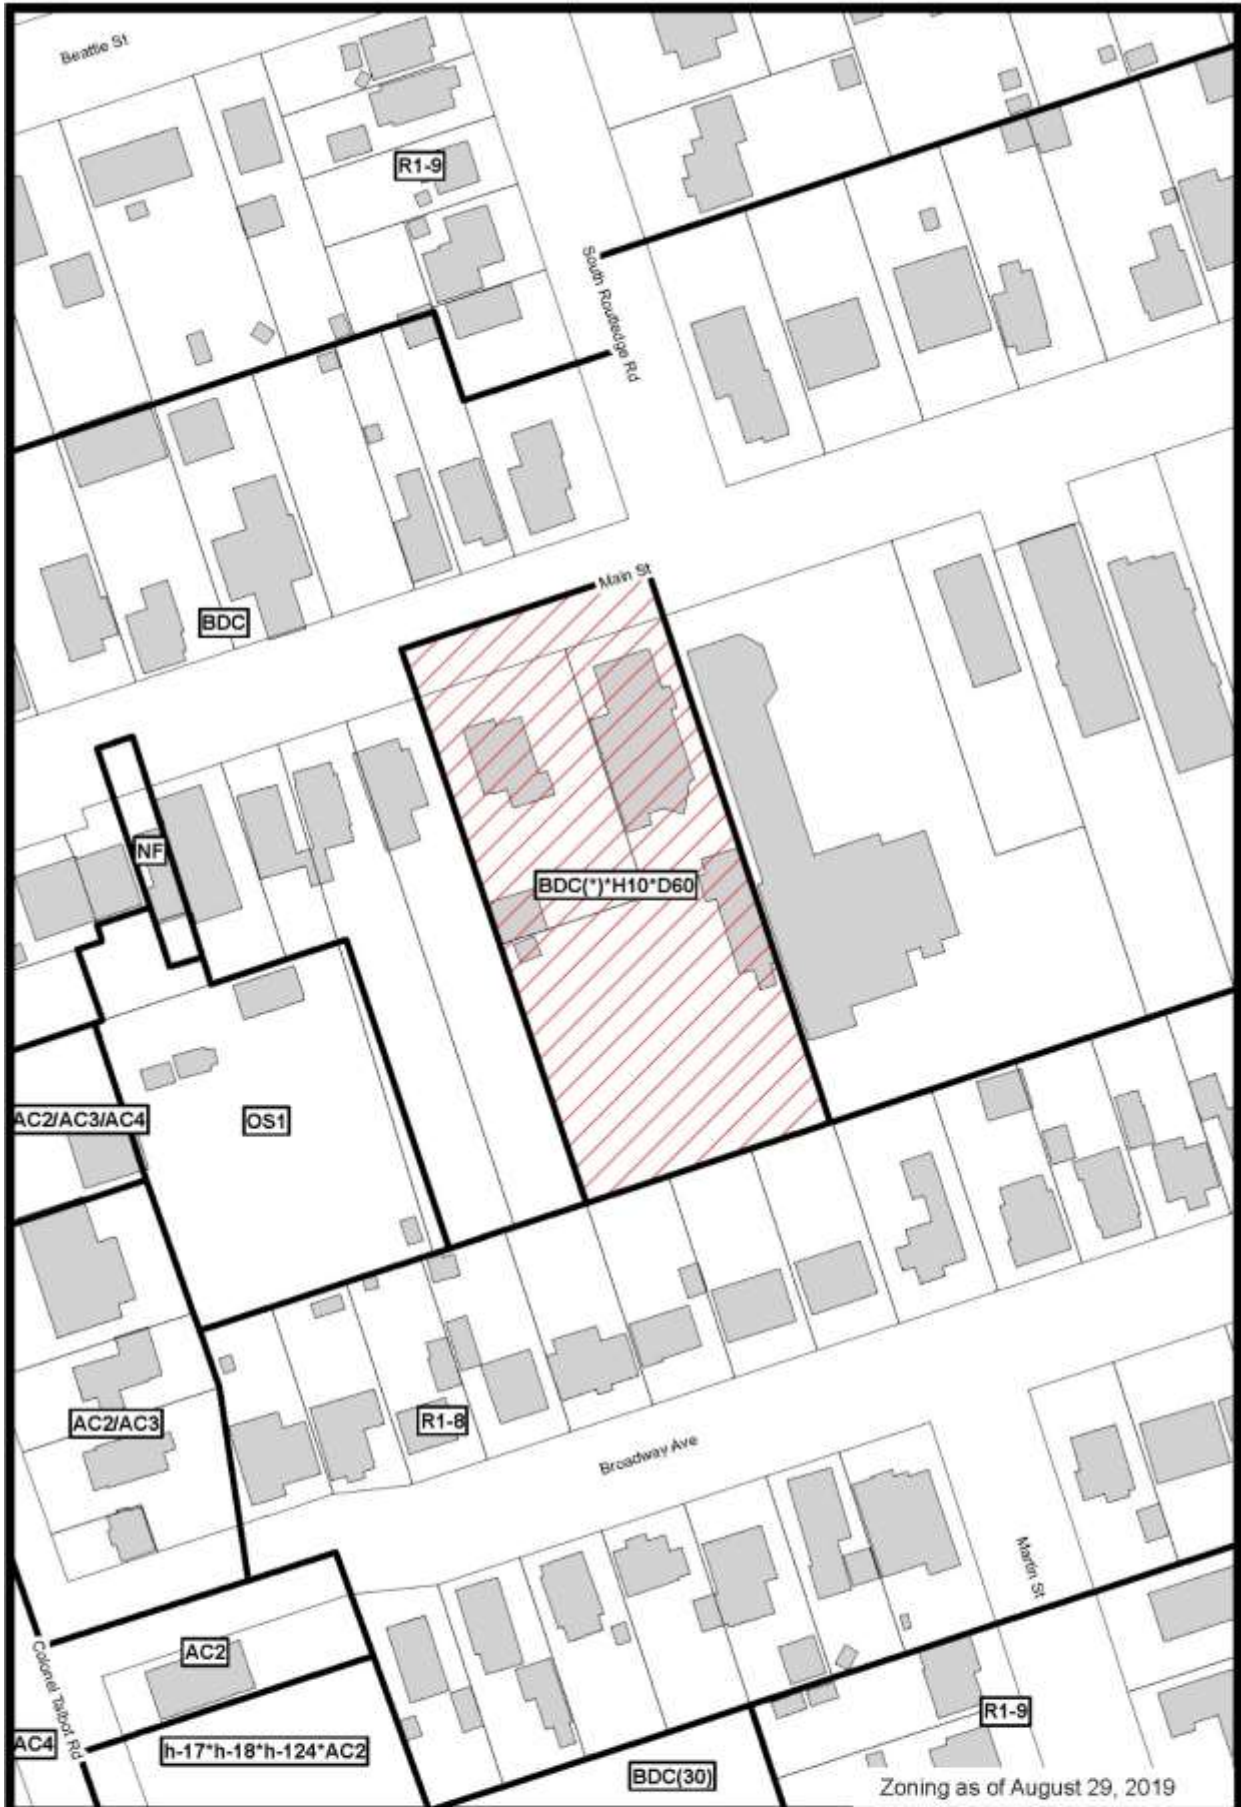 Beattie St
R1-9
South Routledge Rd
Main St
BDC
NF
BDC(*)*H10*D60
AC2/AC3/AC4
OS1
AC2/AC3
R1-8
Broadway Ave
Martin St
Colonel Talbot Rd
AC2
R1-9
AC4
h-17*h-18*h-124*AC2
BDC(30)
Zoning as of August 29, 2019